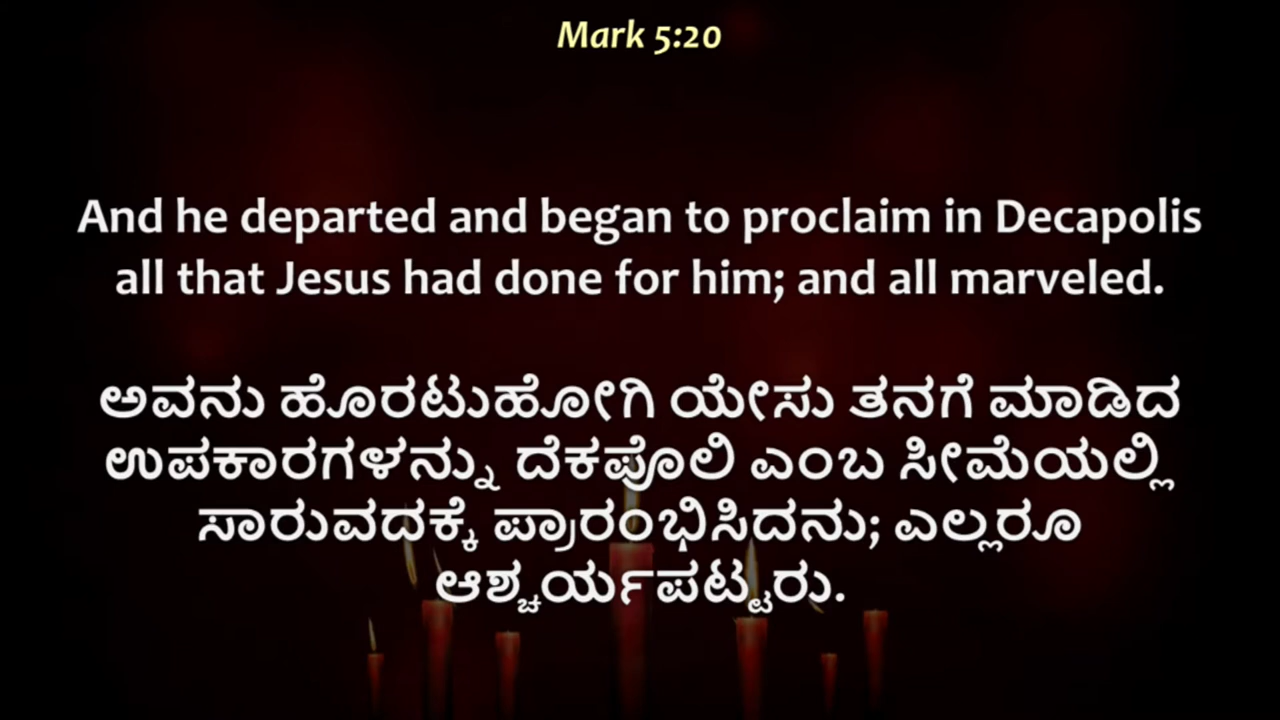 Mark 5:20
And he departed and began to proclaim in Decapolis
all that Jesus had done for him; and all marveled.
ಅವನು ಹೊರಟುಹೋಗಿ ಯೇಸು ತನಗೆ ಮಾಡಿದ
ಉಪಕಾರಗಳನ್ನು ದೆಕಪೊಲಿ ಎಂಬ ಸೀಮೆಯಲ್ಲಿ
ಸಾರುವದಕ್ಕೆ ಪ್ರಾರಂಭಿಸಿದನು; ಎಲ್ಲರೂ
ಆಶ್ಚರ್ಯಪಟ್ಟರು.